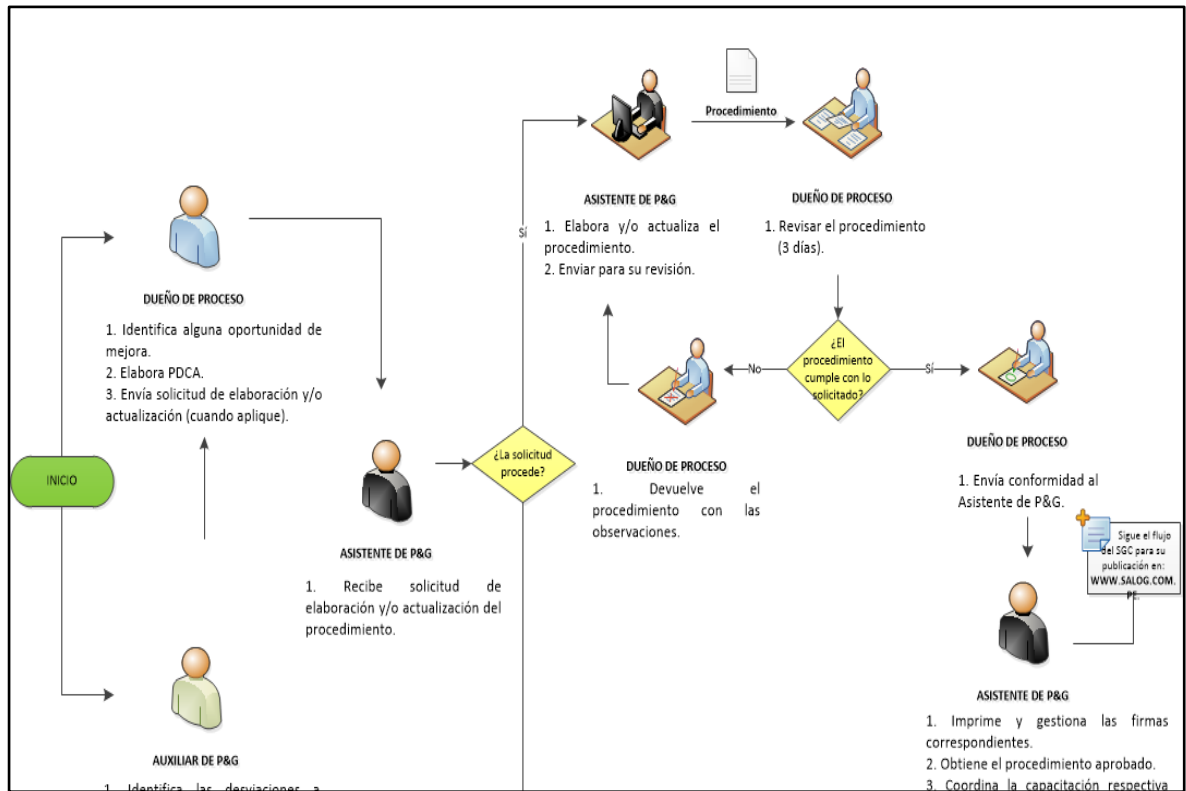 INICIO
DUEÑO DE PROCESO
1. Identifica alguna oportunidad de
mejora.
2. Elabora PDCA.
3. Envía solicitud de elaboración y/o
actualización (cuando aplique).
AUXILIAR DE P&G
1. Identifica las desviaciones a
ASISTENTE DE P&G
1. Recibe solicitud de
elaboración y/o actualización del
procedimiento.
¿La solicitud
procede?
Sí
ASISTENTE DE P&G
1. Elabora y/o actualiza el
procedimiento.
2. Enviar para su revisión.
Procedimiento
DUEÑO DE PROCESO
1. Revisar el procedimiento
(3 días).
¿El
procedimiento
cumple con lo
solicitado?
No
DUEÑO DE PROCESO
1. Devuelve el
procedimiento con las
observaciones.
Sí
DUEÑO DE PROCESO
1. Envía conformidad al
Asistente de P&G.
Sigue el flujo
del SGC para su
publicación en:
WWW.SALOG.COM.
PE
ASISTENTE DE P&G
1. Imprime y gestiona las firmas
correspondientes.
2. Obtiene el procedimiento aprobado.
3. Coordina la capacitación respectiva